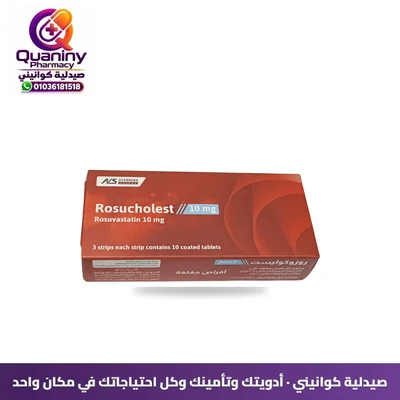 Quaniny
Pharmacy
صيدلية كوانيني
01036181518
Rosucholest 10 mg
Rosuvastatin 10 mg
3 strips each strip contains 10 coated tablets
روزوكوليست
أقراص مغلفة
صيدلية كوانيني · أدويتك وتأمينك وكل احتياجاتك في مكان واحد